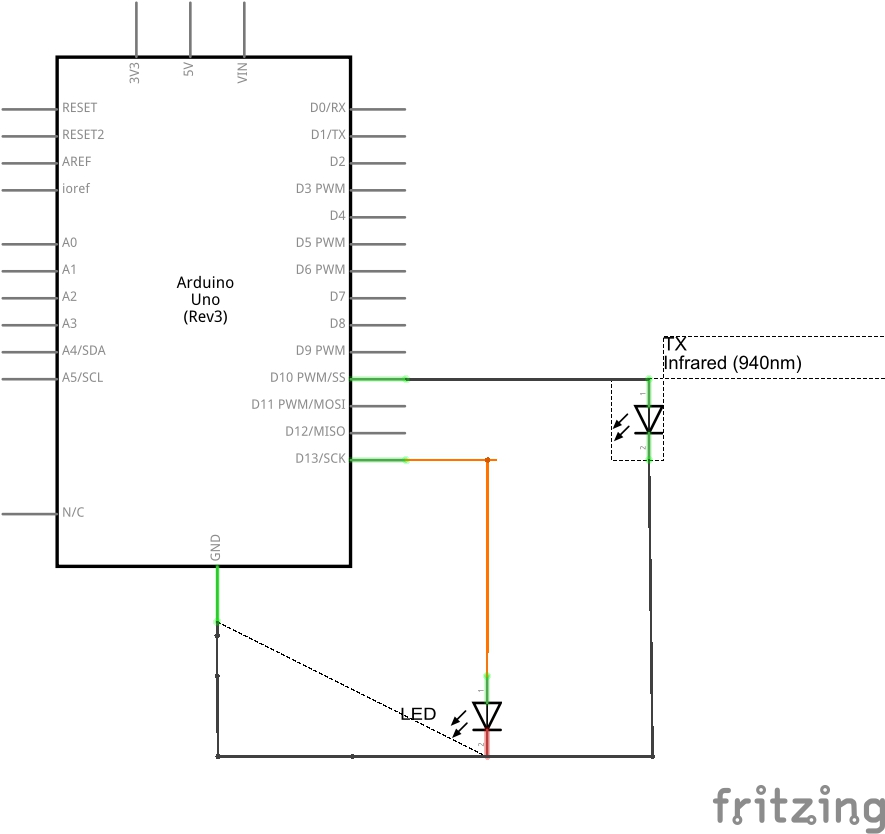 3V3
5V
VIN
RESET
RESET2
AREF
ioref
A0
A1
A2
A3
A4/SDA
A5/SCL
N/C
Arduino
Uno
(Rev3)
D0/RX
D1/TX
D2
D3 PWM
D4
D5 PWM
D6 PWM
D7
D8
D9 PWM
D10 PWM/SS
D11 PWM/MOSI
D12/MISO
D13/SCK
GND
TX
Infrared (940nm)
1
2
LED
1
2
fritzing